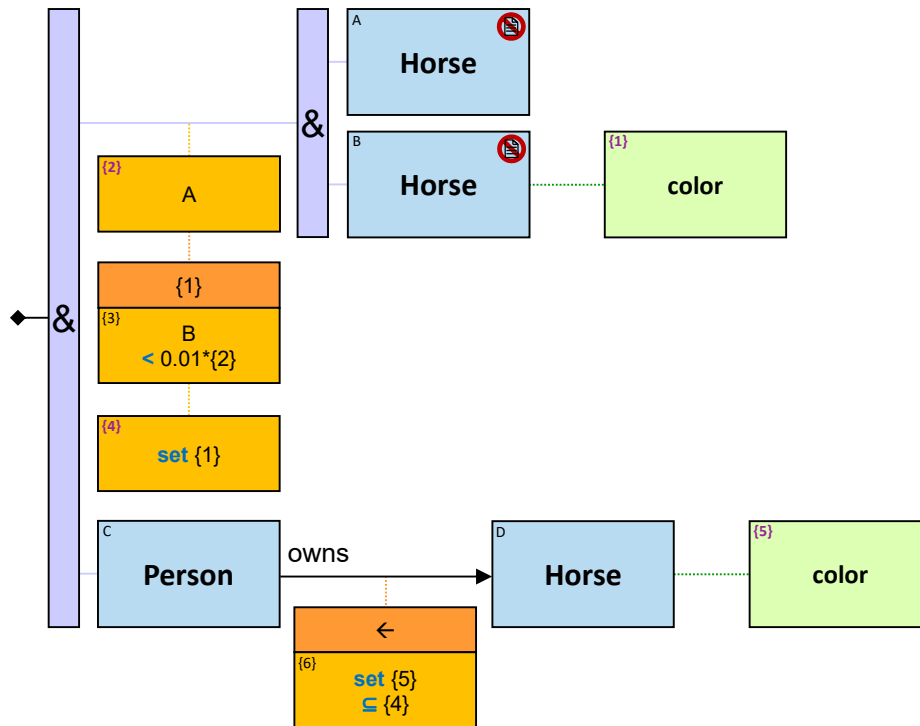 A
Horse
&
B
Horse
{1}
color
{2}
A
{1}
{3}
B
< 0.01*{2}
&
{4}
set {1}
C
Person
owns
D
Horse
{5}
color
←
{6}
set {5}
⊆ {4}